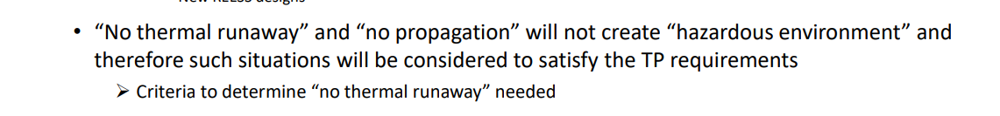 • “No thermal runaway” and “no propagation” will not create “hazardous environment” and
therefore such situations will be considered to satisfy the TP requirements
➢ Criteria to determine “no thermal runaway” needed